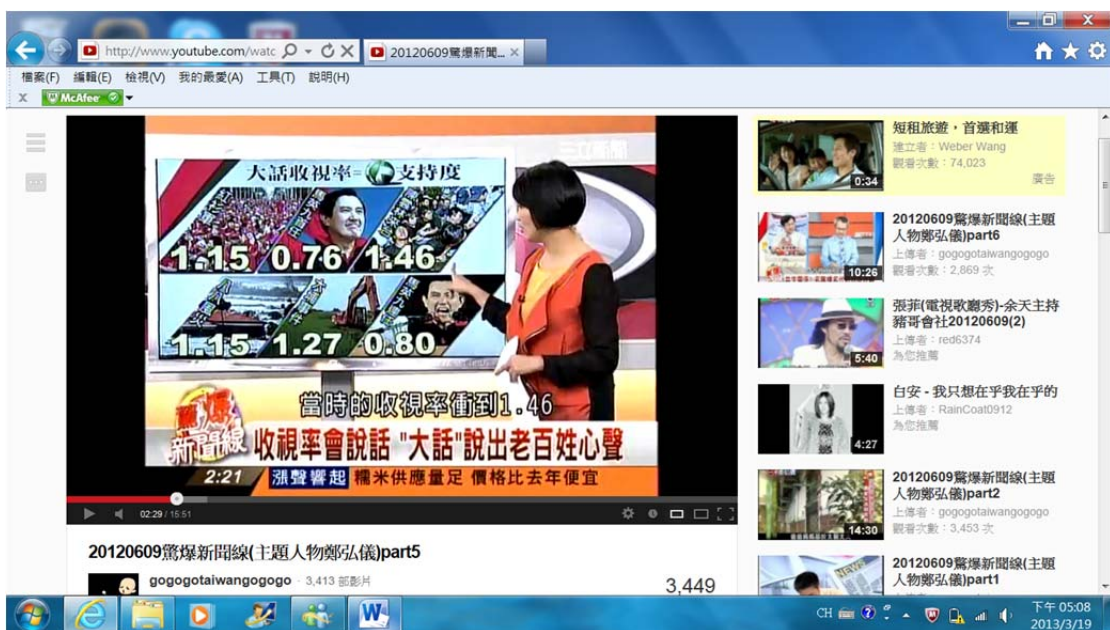 http://www.youtube.com/watc
20120609驚爆新聞...
檔案(F) 編輯(E) 檢視(V) 我的最愛(A) 工具(T) 說明(H)
X McAfee
三立新聞
大話收視率= 支持度
1.15 0.76 1.46
1.15 1.27 0.80
當時的收視率衝到1.46
驚爆新聞線
收視率會說話 "大話"說出老百姓心聲
2:21 漲聲響起 糯米供應量足 價格比去年便宜
02:29 / 15:51
20120609驚爆新聞線(主題人物鄭弘儀)part5
gogogotaiwangogogo · 3,413 部影片
3,449
短租旅遊，首選和運
建立者：Weber Wang
觀看次數：74,023
廣告
0:34
20120609驚爆新聞線(主題
人物鄭弘儀)part6
上傳者：gogogotaiwangogogo
觀看次數：2,869 次
10:26
張菲(電視歌廳秀)-余天主持
豬哥會社20120609(2)
上傳者：red6374
為您推薦
5:40
白安 - 我只想在乎我在乎的
上傳者：RainCoat0912
為您推薦
4:27
20120609驚爆新聞線(主題
人物鄭弘儀)part2
上傳者：gogogotaiwangogogo
觀看次數：3,453 次
14:30
20120609驚爆新聞線(主題
人物鄭弘儀)part1
NEWS
CH
下午 05:08
2013/3/19